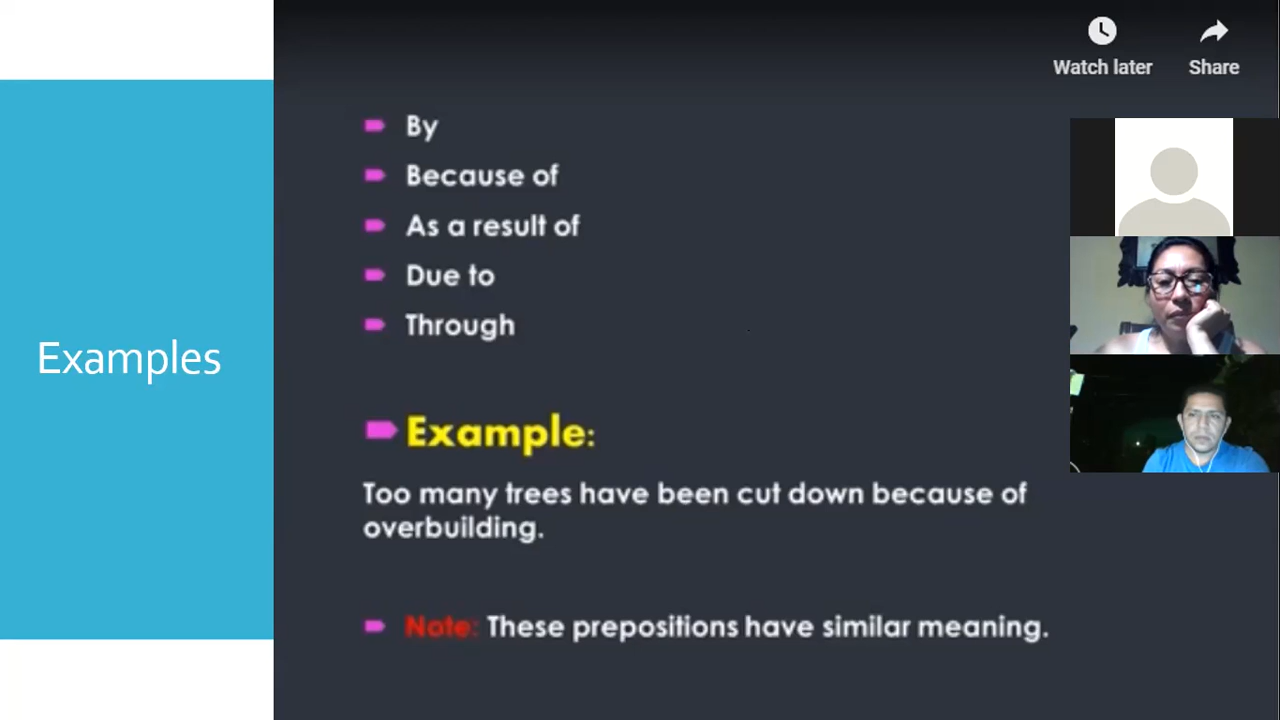 Examples
Watch later
Share
By
Because of
As a result of
Due to
Through
Example:
Too many trees have been cut down because of
overbuilding.
Note: These prepositions have similar meaning.